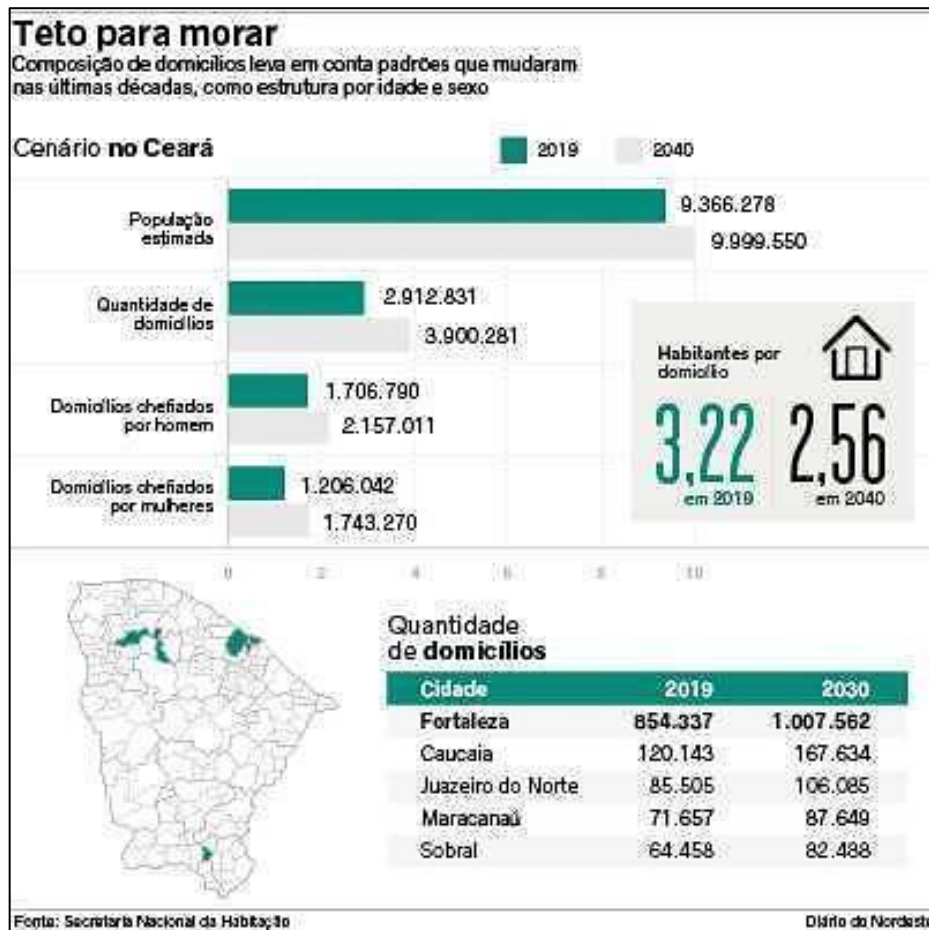 Teto para morar
Composição de domicílios leva em conta padrões que mudaram
nas últimas décadas, como estrutura por idade e sexo
Cenário no Ceará
2019 2040
População
estimada
9.366.278
9.999.550
Quantidade de
domicílios
2.912.831
3.900.281
Domicílios chefiados
por homem
1.706.790
2.157.011
Domicílios chefiados
por mulheres
1.206.042
1.743.270
Habitantes por
domicílio
3,22 2,56
em 2019 em 2040
0 2 4 6 8 10
Quantidade
de domicílios
Cidade 2019 2030
Fortaleza 854.337 1.007.562
Caucaia 120.143 167.634
Juazeiro do Norte 85.505 106.085
Maracanaú 71.657 87.649
Sobral 64.458 82.488
Fonte: Secretaria Nacional da Habitação Diário do Nordeste